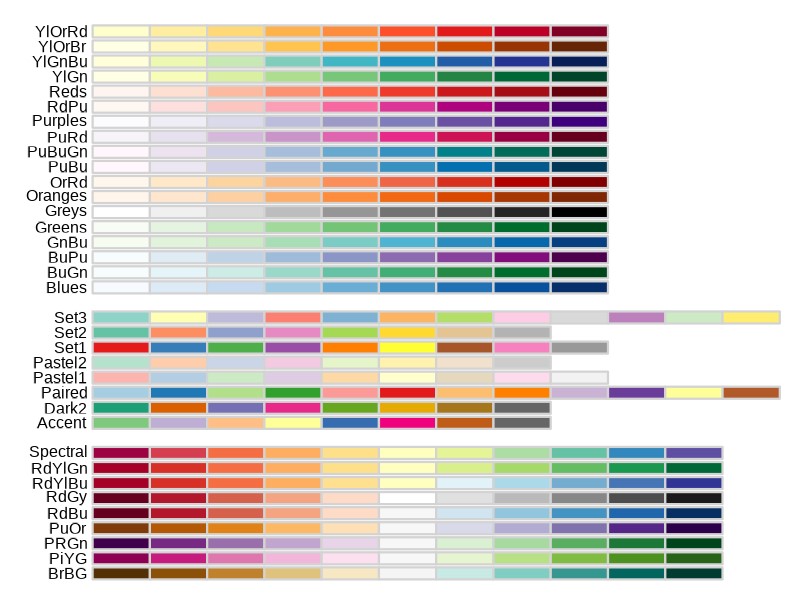 YlOrRd
YlOrBr
YlGnBu
YlGn
Reds
RdPu
Purples
PuRd
PuBuGn
PuBu
OrRd
Oranges
Greys
Greens
GnBu
BuPu
BuGn
Blues
Set3
Set2
Set1
Pastel2
Pastel1
Paired
Dark2
Accent
Spectral
RdYlGn
RdYlBu
RdGy
RdBu
PuOr
PRGn
PiYG
BrBG